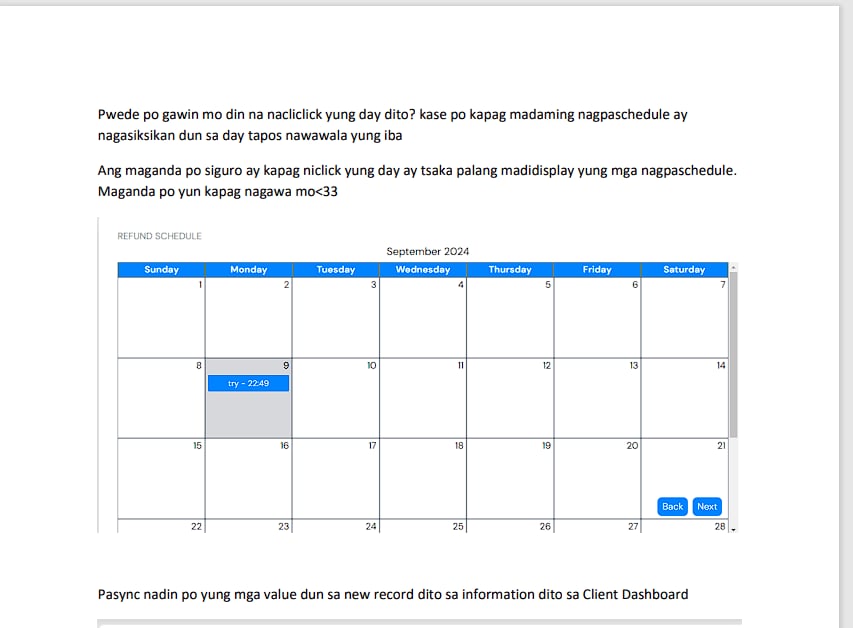 Pwede po gawin mo din na nacliclick yung day dito? kase po kapag madaming nagpaschedule ay
nagasiksikan dun sa day tapos nawawala yung iba
Ang maganda po siguro ay kapag niclick yung day ay tsaka palang madidisplay yung mga nagpaschedule.
Maganda po yun kapag nagawa mo<33
REFUND SCHEDULE
September 2024
Sunday Monday Tuesday Wednesday Thursday Friday Saturday
1 2 3 4 5 6 7
8 9 10 11 12 13 14
try - 22:49
15 16 17 18 19 20 21
Back Next
22 23 24 25 26 27 28
Pasync nadin po yung mga value dun sa new record dito sa information dito sa Client Dashboard